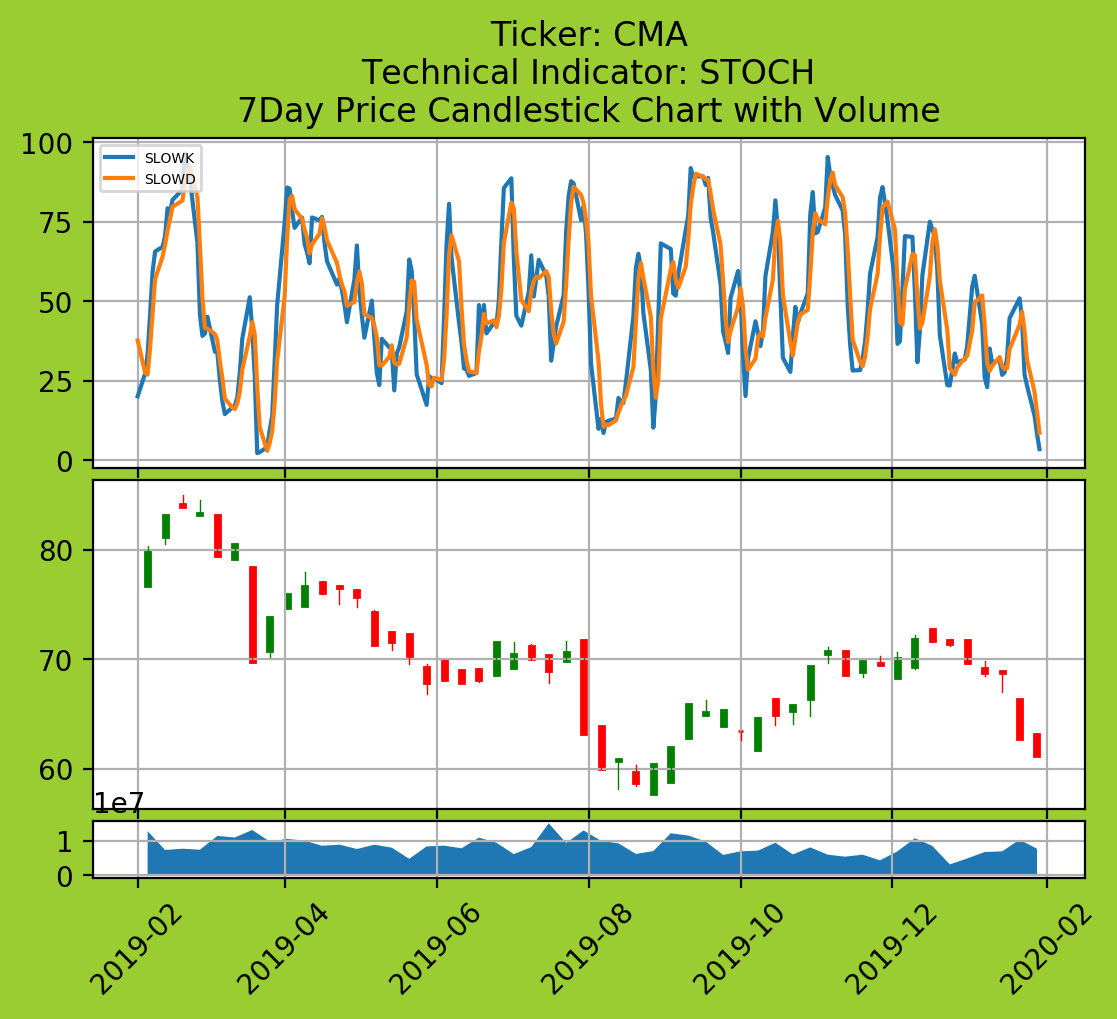 Ticker: CMA
Technical Indicator: STOCH
7Day Price Candlestick Chart with Volume
100
SLOWK
SLOWD
75
50
25
0
80
70
60
1e7
1
0
2019-02
2019-04
2019-06
2019-08
2019-10
2019-12
2020-02